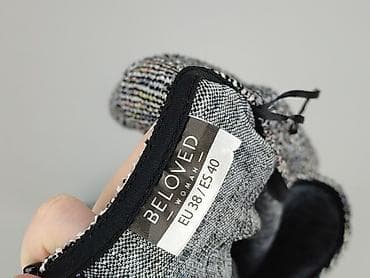 BELOVED
— WOMAN —
EU 38 / ES 40